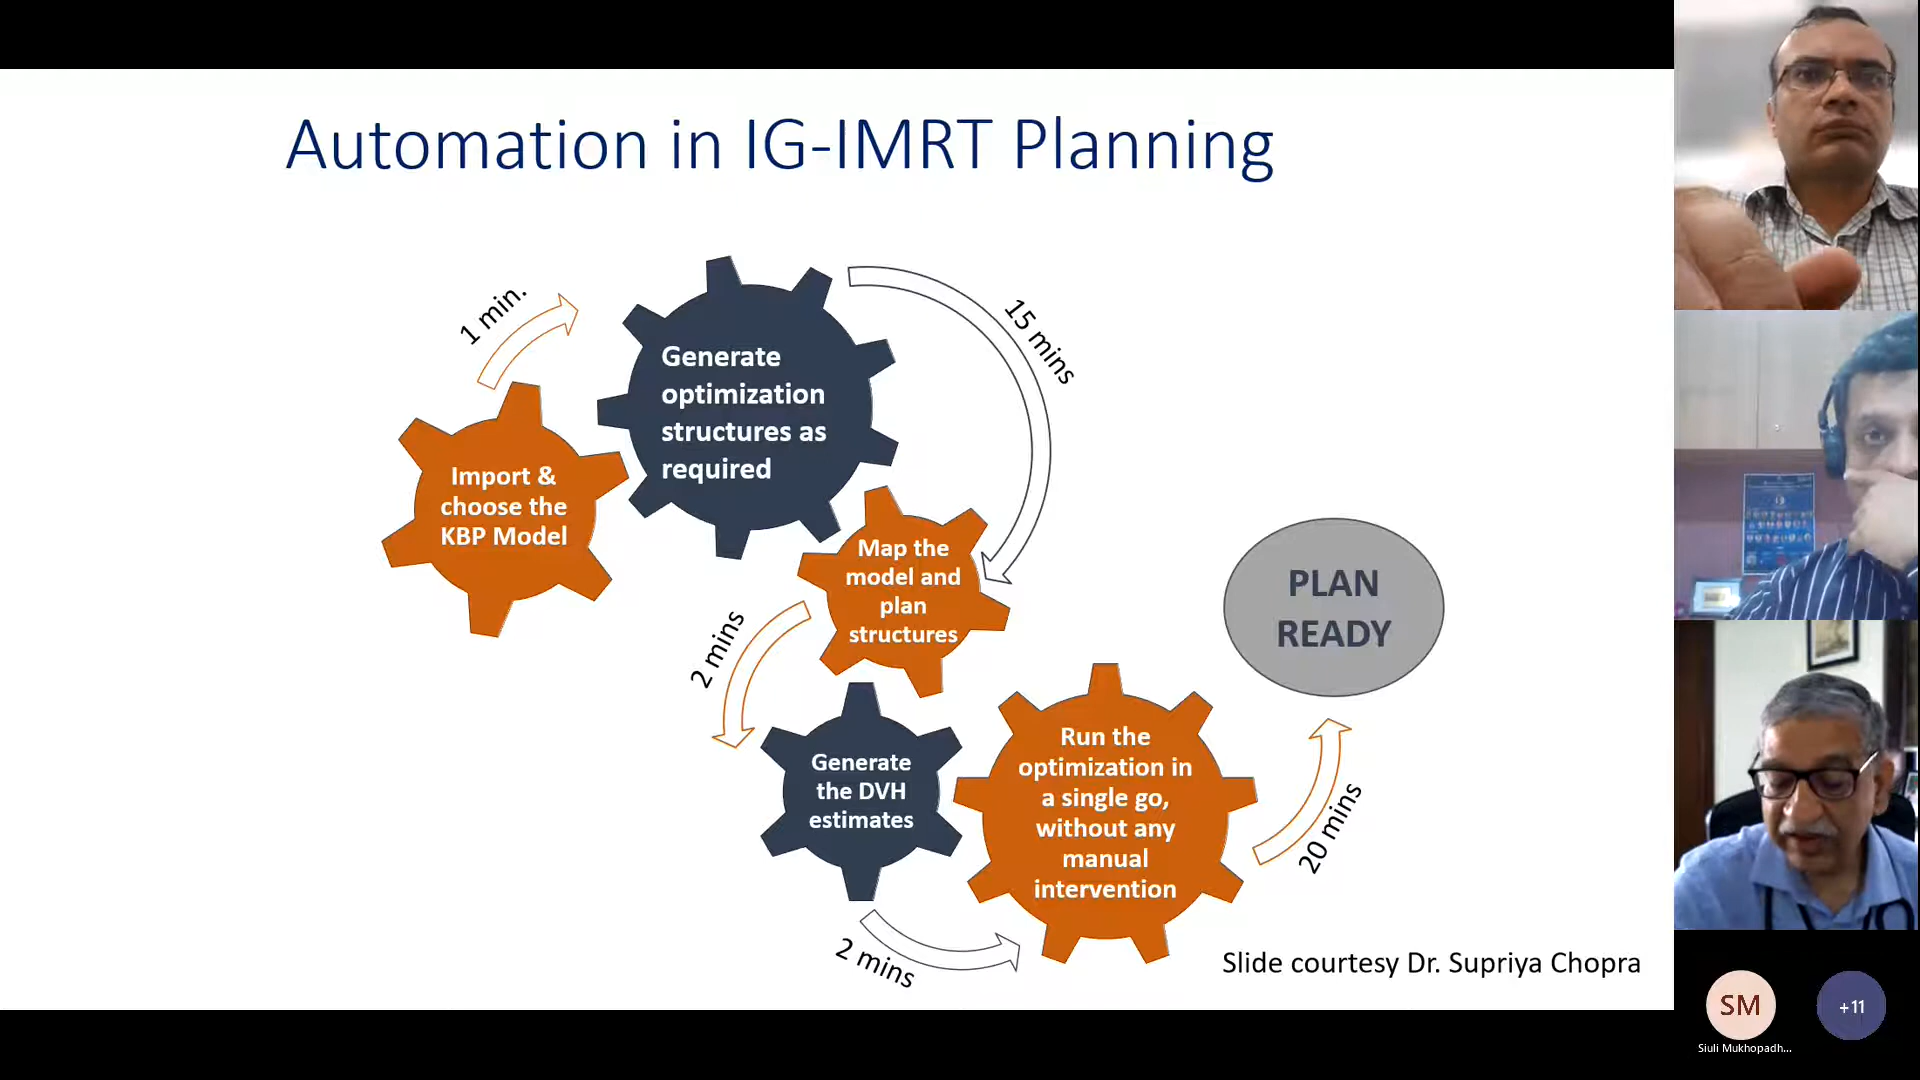 Automation in IG-IMRT Planning
1 min.
15 mins
Generate
optimization
structures as
required
Import &
choose the
KBP Model
Map the
model and
plan
structures
2 mins
PLAN
READY
Generate
the DVH
estimates
Run the
optimization in
a single go,
without any
manual
intervention
20 mins
2 mins
Slide courtesy Dr. Supriya Chopra
SM
+11
Siuli Mukhopadh...